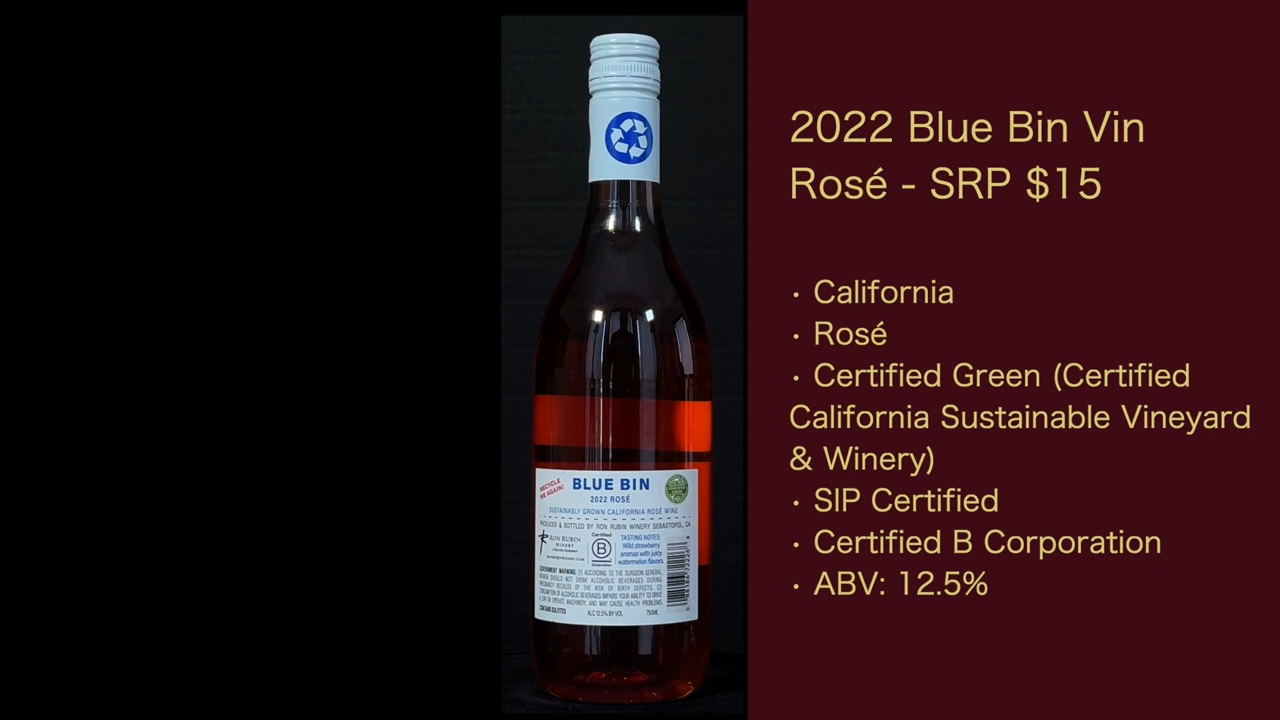 2022 Blue Bin Vin
Rosé - SRP $15
• California
• Rosé
• Certified Green (Certified
California Sustainable Vineyard
& Winery)
• SIP Certified
• Certified B Corporation
• ABV: 12.5%
RECYCLE
ME AGAIN!
BLUE BIN
2022 ROSÉ
SUSTAINABLY GROWN CALIFORNIA ROSÉ WINE
PRODUCED & BOTTLED BY RON RUBIN WINERY SEBASTOPOL, CA
RON RUBIN
WINERY
Certified
B
Corporation
TASTING NOTES:
Wild strawberry
aromas with juicy
watermelon flavors.
GOVERNMENT WARNING: (1) ACCORDING TO THE SURGEON GENERAL,
WOMEN SHOULD NOT DRINK ALCOHOLIC BEVERAGES DURING
PREGNANCY BECAUSE OF THE RISK OF BIRTH DEFECTS. (2)
CONSUMPTION OF ALCOHOLIC BEVERAGES IMPAIRS YOUR ABILITY TO DRIVE
A CAR OR OPERATE MACHINERY, AND MAY CAUSE HEALTH PROBLEMS.
CONTAINS SULFITES
ALC 12.5% BY VOL.
750ML